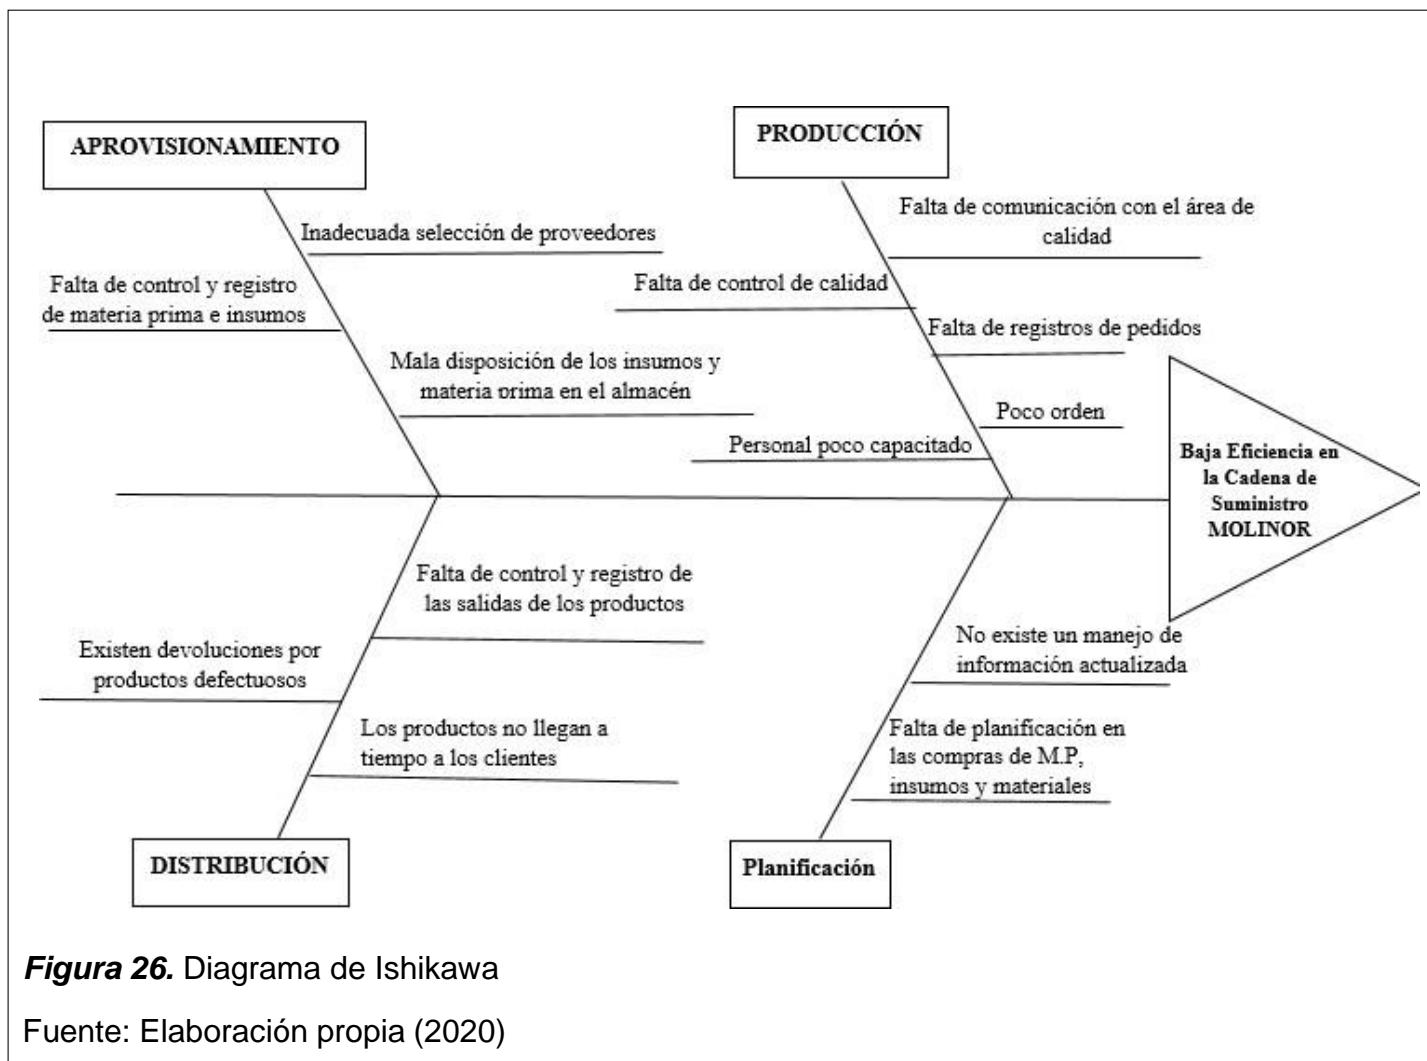 APROVISIONAMIENTO
Inadecuada selección de proveedores
Falta de control y registro
de materia prima e insumos
Mala disposición de los insumos y
materia prima en el almacén
PRODUCCIÓN
Falta de comunicación con el área de
calidad
Falta de control de calidad
Falta de registros de pedidos
Poco orden
Personal poco capacitado
Baja Eficiencia en
la Cadena de
Suministro
MOLINOR
Falta de control y registro de
las salidas de los productos
Existen devoluciones por
productos defectuosos
Los productos no llegan a
tiempo a los clientes
DISTRIBUCIÓN
No existe un manejo de
información actualizada
Falta de planificación en
las compras de M.P,
insumos y materiales
Planificación
Figura 26. Diagrama de Ishikawa
Fuente: Elaboración propia (2020)